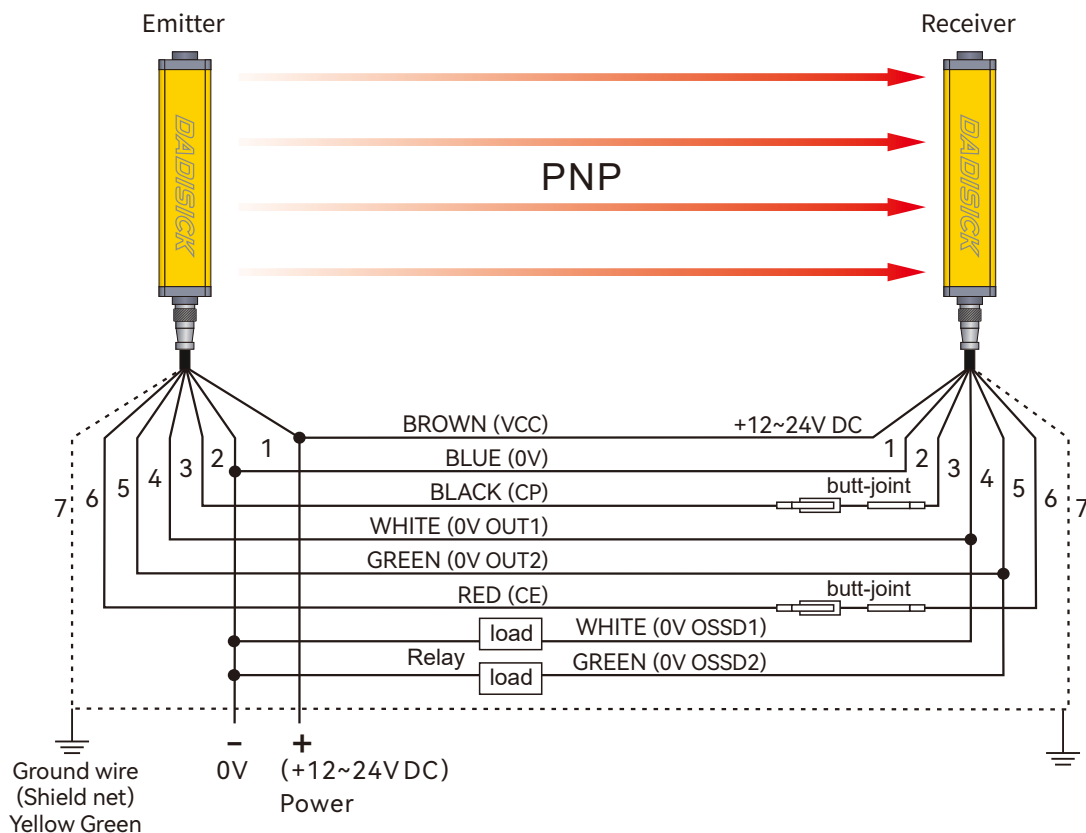 Emitter
Receiver
DADISICK
DADISICK
PNP
BROWN (VCC)
+12~24V DC
BLUE (0V)
BLACK (CP)
butt-joint
WHITE (0V OUT1)
GREEN (0V OUT2)
RED (CE)
butt-joint
load
WHITE (0V OSSD1)
Relay
load
GREEN (0V OSSD2)
7
6
5
4
3
2
1
1
2
3
4
5
6
7
Ground wire
(Shield net)
Yellow Green
-
0V
+
(+12~24V DC)
Power